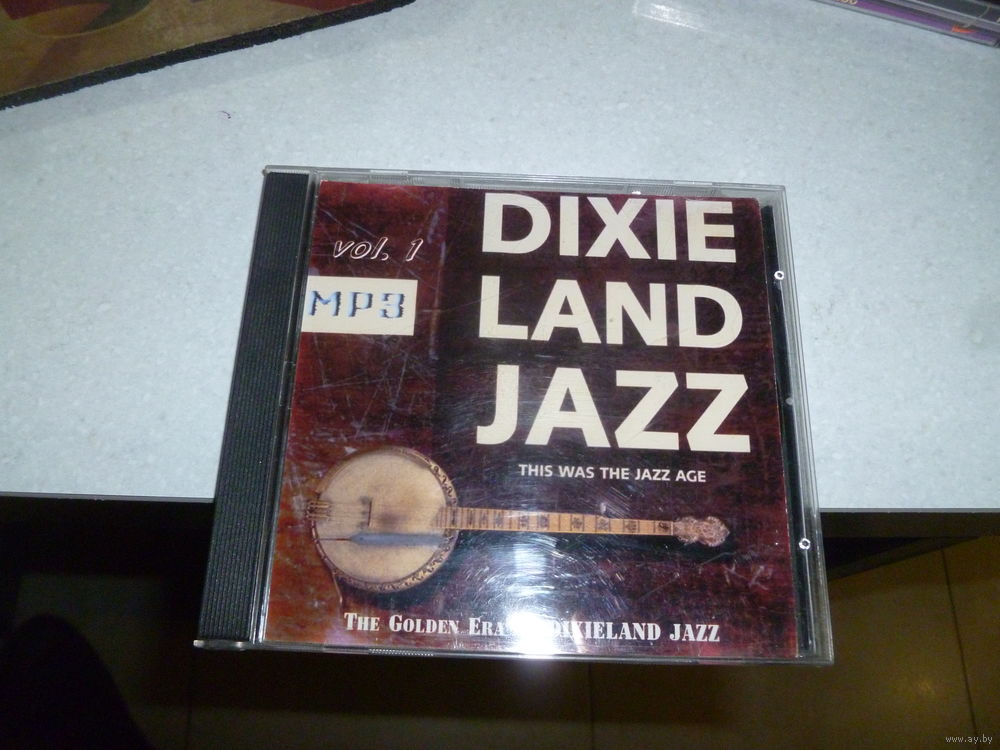 vol. 1
MP3
DIXIE
LAND
JAZZ
THIS WAS THE JAZZ AGE
THE GOLDEN ERA DIXIELAND JAZZ
www.ay.by